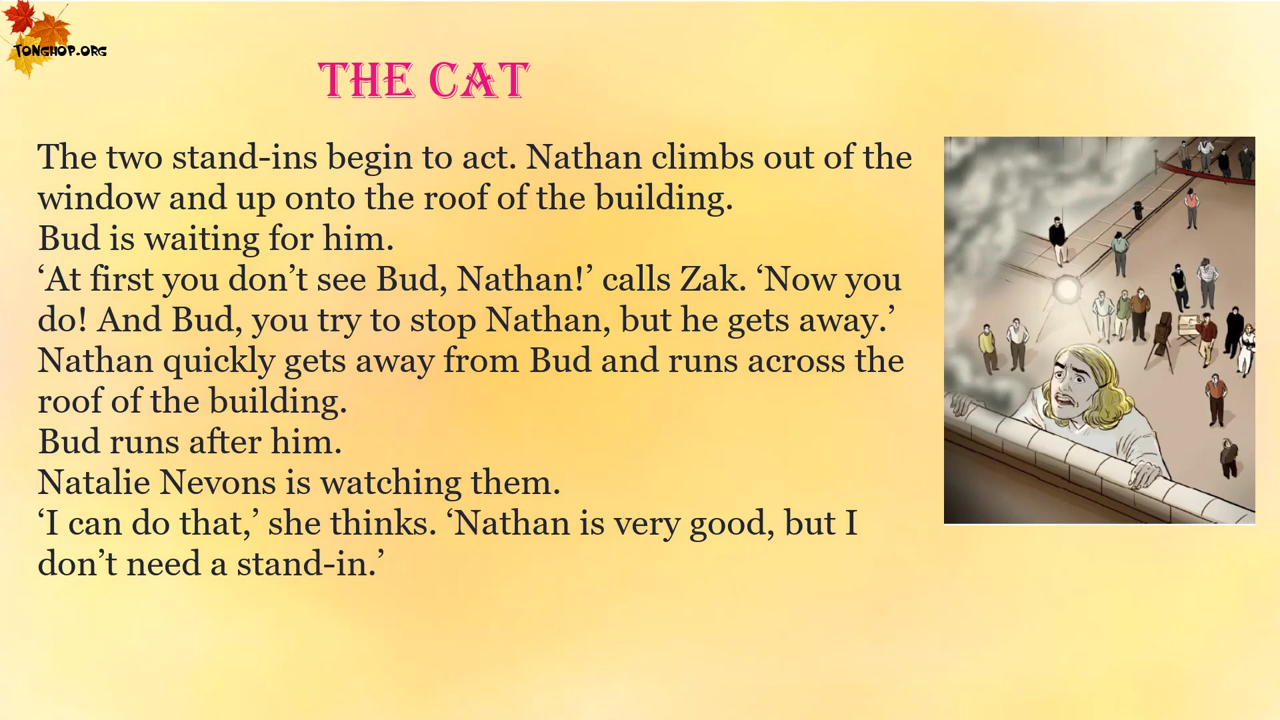 TONGHOP.ORG
THE CAT
The two stand-ins begin to act. Nathan climbs out of the
window and up onto the roof of the building.
Bud is waiting for him.
‘At first you don’t see Bud, Nathan!’ calls Zak. ‘Now you
do! And Bud, you try to stop Nathan, but he gets away.’
Nathan quickly gets away from Bud and runs across the
roof of the building.
Bud runs after him.
Natalie Nevons is watching them.
‘I can do that,’ she thinks. ‘Nathan is very good, but I
don’t need a stand-in.’